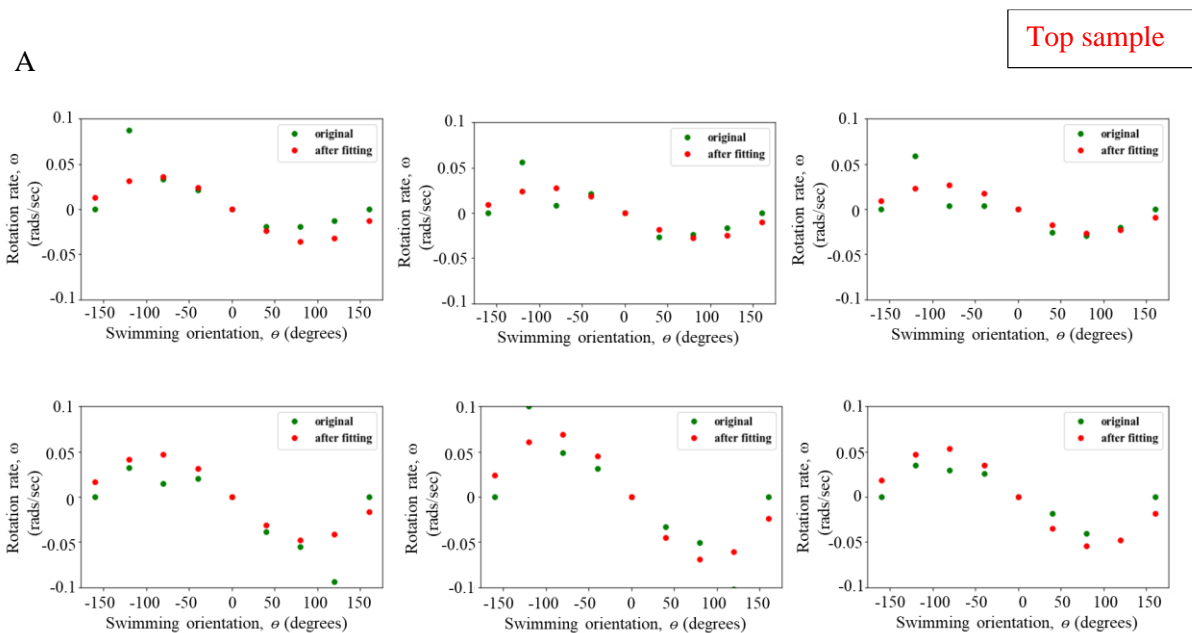 Top sample
A
0.1
0.05
0
-0.05
-0.1
Rotation rate, ω
(rads/sec)
original
after fitting
-150 -100 -50 0 50 100 150
Swimming orientation, ɵ (degrees)
0.1
0.05
0
-0.05
-0.1
Rotation rate, ω
(rads/sec)
original
after fitting
-150 -100 -50 0 50 100 150
Swimming orientation, ɵ (degrees)
0.1
0.05
0
-0.05
-0.1
Rotation rate, ω
(rads/sec)
original
after fitting
-150 -100 -50 0 50 100 150
Swimming orientation, ɵ (degrees)
0.1
0.05
0
-0.05
-0.1
Rotation rate, ω
(rads/sec)
original
after fitting
-150 -100 -50 0 50 100 150
Swimming orientation, ɵ (degrees)
0.1
0.05
0
-0.05
-0.1
Rotation rate, ω
(rads/sec)
original
after fitting
-150 -100 -50 0 50 100 150
Swimming orientation, ɵ (degrees)
0.1
0.05
0
-0.05
-0.1
Rotation rate, ω
(rads/sec)
original
after fitting
-150 -100 -50 0 50 100 150
Swimming orientation, ɵ (degrees)